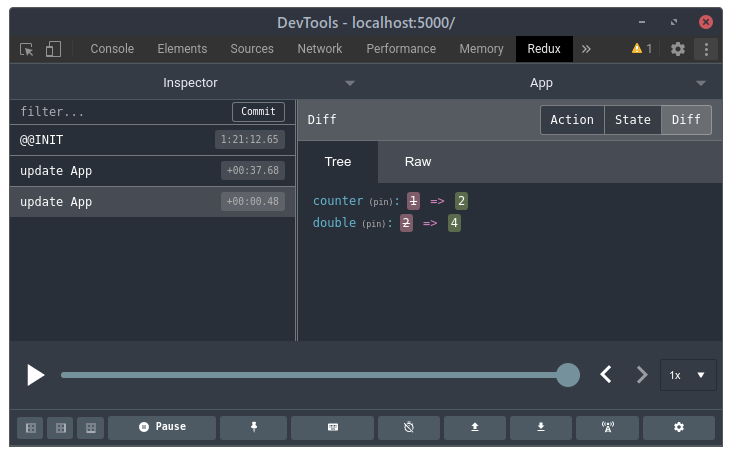 DevTools - localhost:5000/
Console Elements Sources Network Performance Memory Redux » 1
Inspector App
filter... Commit
Diff Action State Diff
@@INIT 1:21:12.65
update App +00:37.68
update App +00:00.48
Tree Raw
counter (pin): 1 => 2
double (pin): 2 => 4
1x
Pause